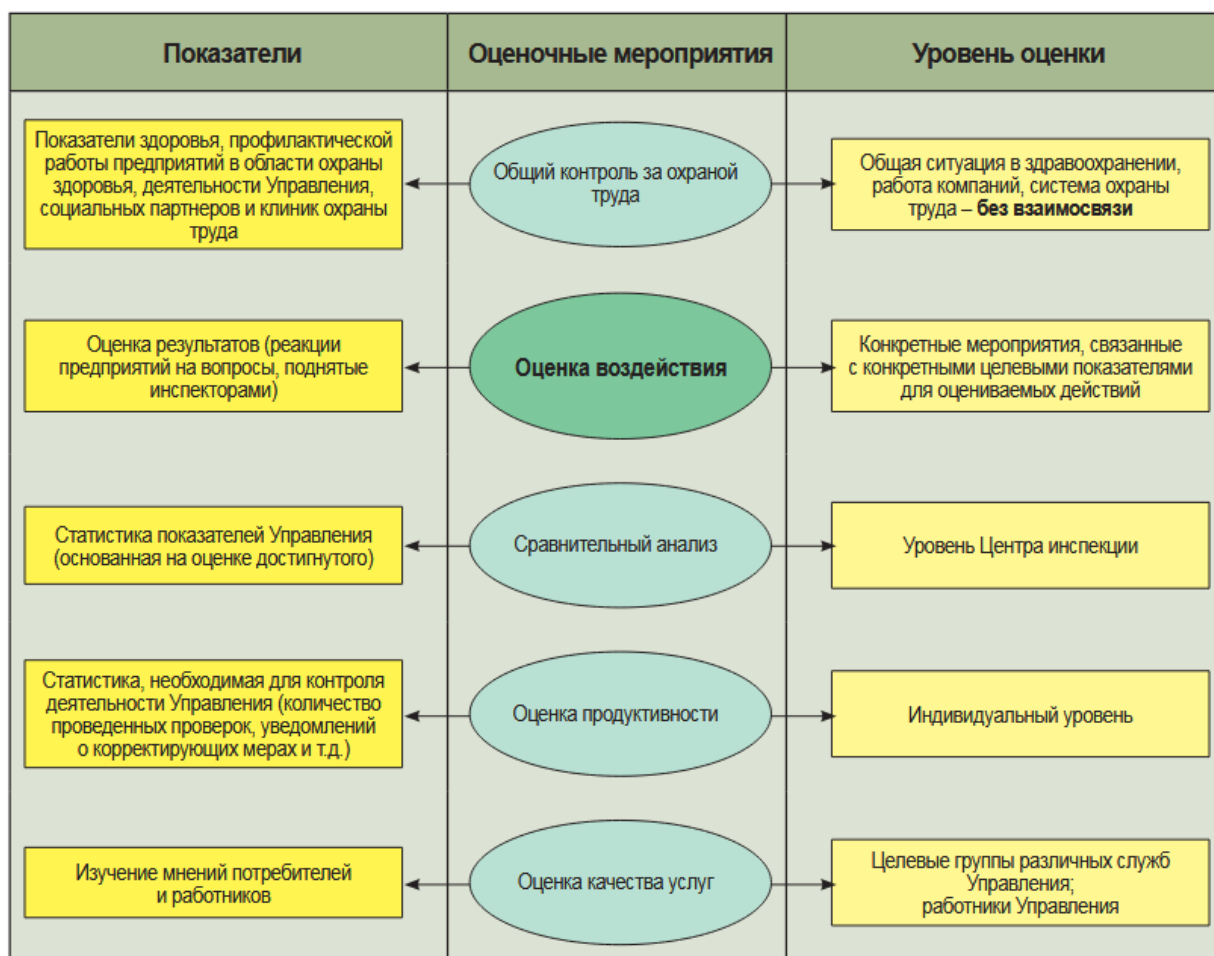 Показатели
Оценочные мероприятия
Уровень оценки
Показатели здоровья, профилактической
работы предприятий в области охраны
здоровья, деятельности Управления,
социальных партнеров и клиник охраны
труда
Общий контроль за охраной
труда
Общая ситуация в здравоохранении,
работа компаний, система охраны
труда – без взаимосвязи
Оценка результатов (реакции
предприятий на вопросы, поднятые
инспекторами)
Оценка воздействия
Конкретные мероприятия, связанные
с конкретными целевыми показателями
для оцениваемых действий
Статистика показателей Управления
(основанная на оценке достигнутого)
Сравнительный анализ
Уровень Центра инспекции
Статистика, необходимая для контроля
деятельности Управления (количество
проведенных проверок, уведомлений
о корректирующих мерах и т.д.)
Оценка продуктивности
Индивидуальный уровень
Изучение мнений потребителей
и работников
Оценка качества услуг
Целевые группы различных служб
Управления;
работники Управления